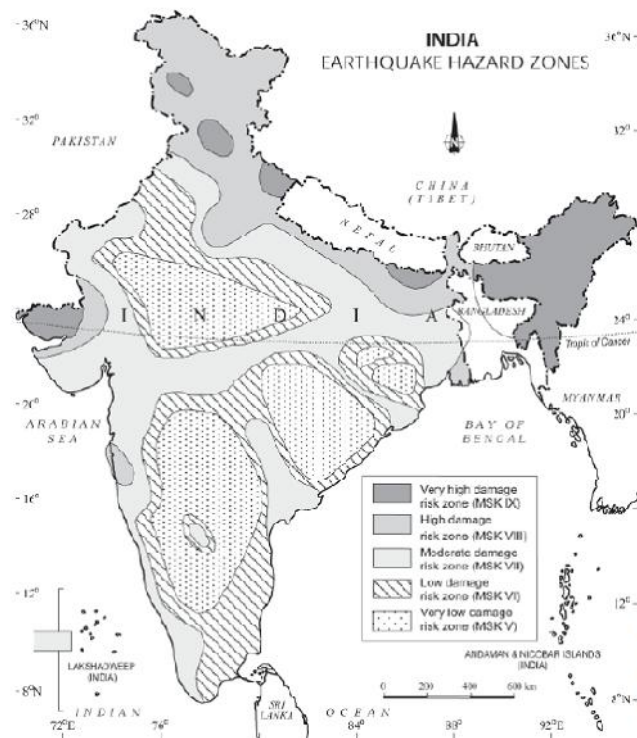 36°N
36°N
INDIA
EARTHQUAKE HAZARD ZONES
32°
32°
PAKISTAN
N
CHINA
(TIBET)
28°
28°
NEPAL
BHUTAN
I N D I A
BANGLADESH
24°
24°
Tropic of Cancer
MYANMAR
20°
20°
ARABIAN
SEA
BAY OF
BENGAL
16°
16°
Very high damage
risk zone (MSK IX)
High damage
risk zone (MSK VIII)
Moderate damage
risk zone (MSK VII)
Low damage
risk zone (MSK VI)
Very low damage
risk zone (MSK V)
12°
12°
LAKSHADWEEP
(INDIA)
ANDAMAN & NICOBAR ISLANDS
(INDIA)
0 200 400 600 km
8°N
8°N
SRI
LANKA
INDIAN OCEAN
72°E 76° 84° 88° 92°E